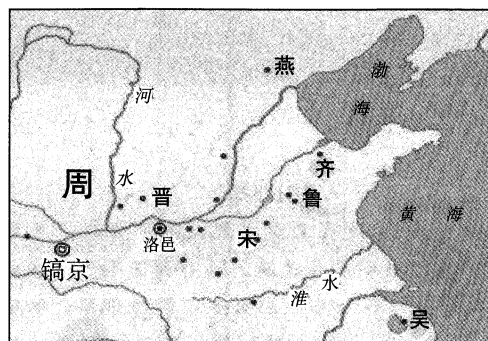 燕
渤
海
河
水
周
晋
齐
鲁
黄海
洛邑
宋
镐京
淮水
吴